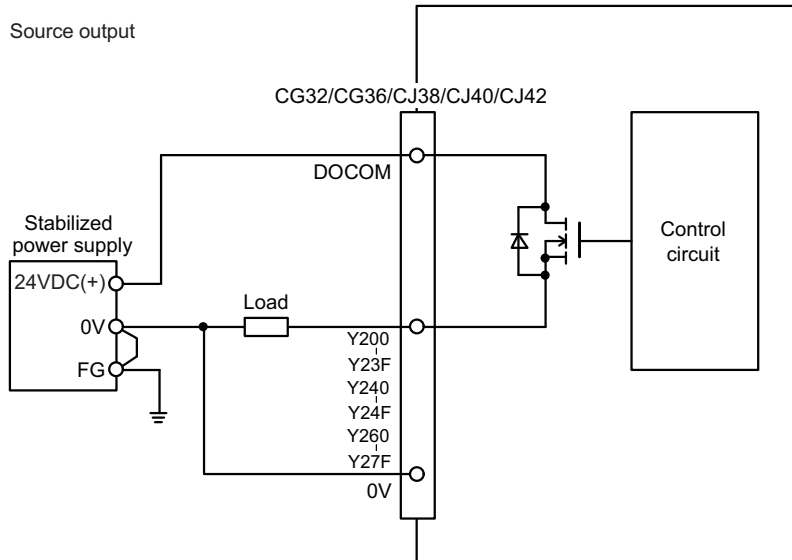 Source output
CG32/CG36/CJ38/CJ40/CJ42
DOCOM
Stabilized
power supply
24VDC(+)
0V
FG
Load
Y200
Y23F
Y240
Y24F
Y260
Y27F
0V
Control
circuit